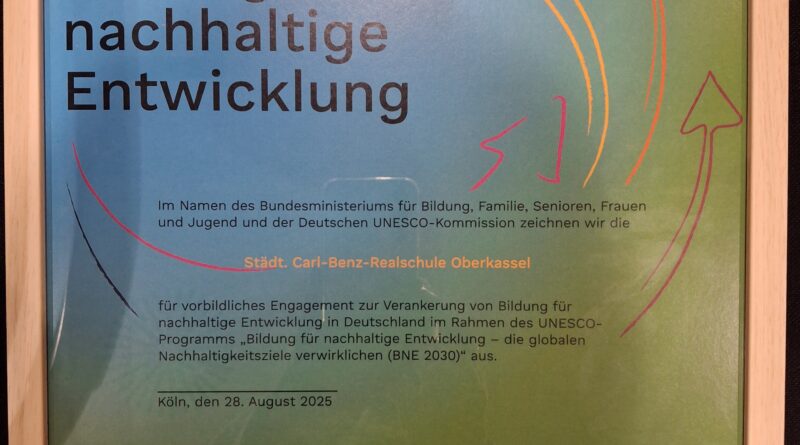 nachhaltige
Entwicklung
Im Namen des Bundesministeriums für Bildung, Familie, Senioren, Frauen
und Jugend und der Deutschen UNESCO-Kommission zeichnen wir die
Städt. Carl-Benz-Realschule Oberkassel
für vorbildliches Engagement zur Verankerung von Bildung für
nachhaltige Entwicklung in Deutschland im Rahmen des UNESCO-
Programms „Bildung für nachhaltige Entwicklung – die globalen
Nachhaltigkeitsziele verwirklichen (BNE 2030)“ aus.
Köln, den 28. August 2025